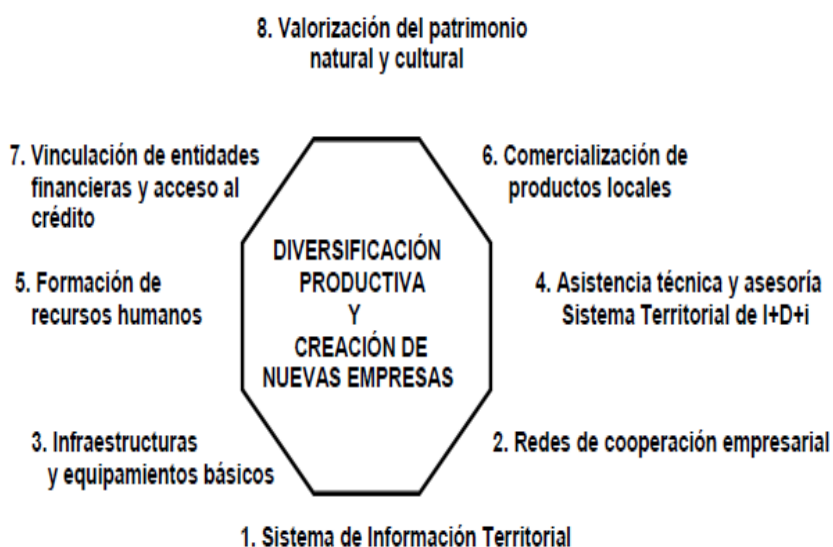 8. Valorización del patrimonio
natural y cultural
7. Vinculación de entidades
financieras y acceso al
crédito
6. Comercialización de
productos locales
DIVERSIFICACIÓN
PRODUCTIVA
Y
CREACIÓN DE
NUEVAS EMPRESAS
5. Formación de
recursos humanos
4. Asistencia técnica y asesoría
Sistema Territorial de I+D+i
3. Infraestructuras
y equipamientos básicos
2. Redes de cooperación empresarial
1. Sistema de Información Territorial